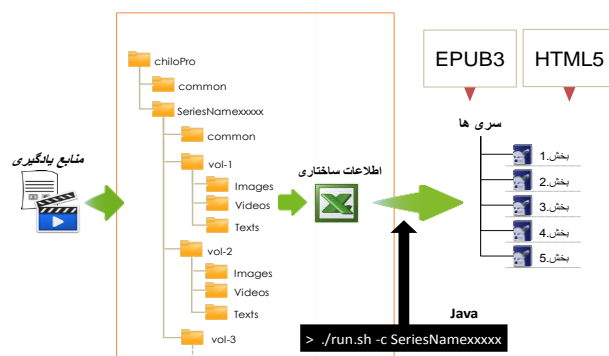 منابع یادگیری
chiloPro
common
SeriesNamexxxxx
common
vol-1
Images
Videos
Texts
vol-2
Images
Videos
Texts
vol-3
اطلاعات ساختاری
EPUB3
HTML5
سری ها
بخش.1
بخش.2
بخش.3
بخش.4
بخش.5
Java
> ./run.sh -c SeriesNamexxxxx